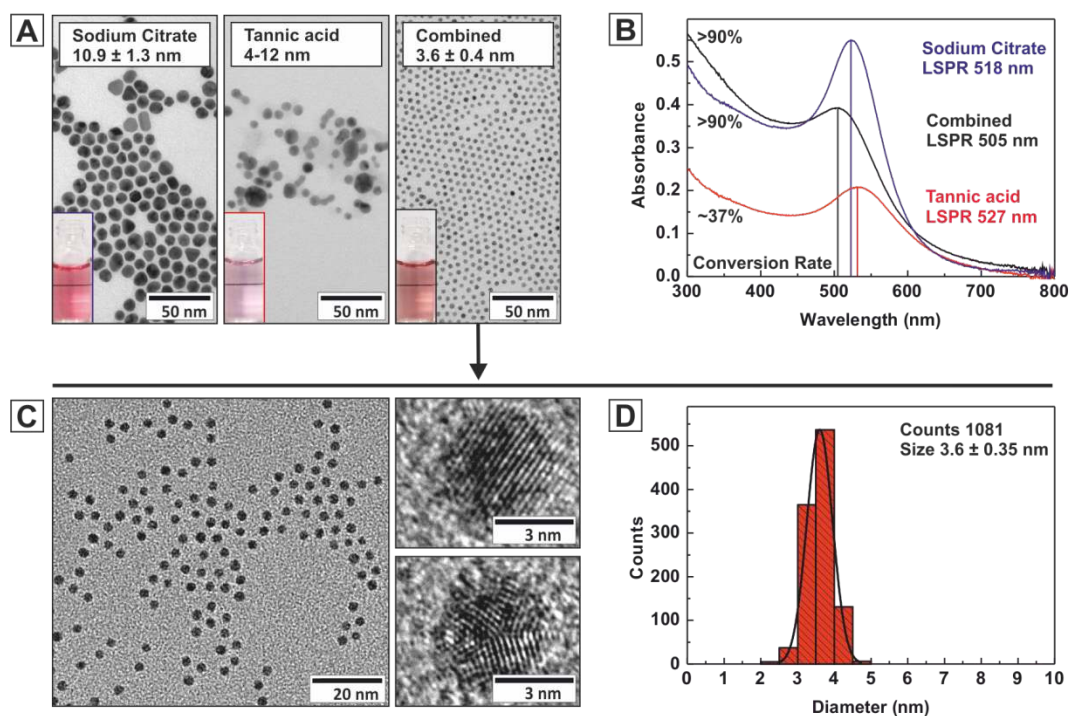 A
Sodium Citrate
10.9 ± 1.3 nm
50 nm
Tannic acid
4-12 nm
50 nm
Combined
3.6 ± 0.4 nm
50 nm
B
Absorbance
0.5
0.4
0.3
0.2
0.1
0.0
>90%
>90%
~37%
Conversion Rate
Sodium Citrate
LSPR 518 nm
Combined
LSPR 505 nm
Tannic acid
LSPR 527 nm
300 400 500 600 700 800
Wavelength (nm)
C
20 nm
3 nm
3 nm
D
Counts
500
400
300
200
100
0
Counts 1081
Size 3.6 ± 0.35 nm
0 1 2 3 4 5 6 7 8 9 10
Diameter (nm)